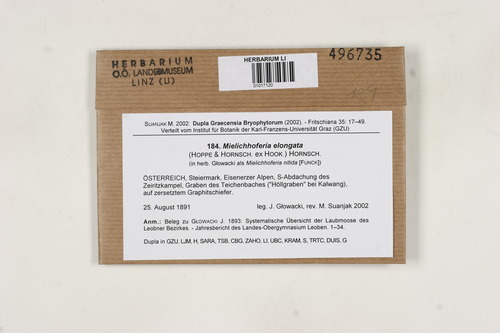 HERBARIUM
O.Ö. LANDESMUSEUM
LINZ (LI)
HERBARIUM LI
01017120
496735
SUANJAK M. 2002: Dupla Graecensia Bryophytorum (2002). - Fritschiana 35: 17–49.
Verteilt vom Institut für Botanik der Karl-Franzens-Universität Graz (GZU)
184. Mielichhoferia elongata
(HOPPE & HORNSCH. ex HOOK.) HORNSCH.
(in herb. Głowacki als Mielichhoferia nitida [FUNCK])
ÖSTERREICH, Steiermark, Eisenerzer Alpen, S-Abdachung des
Zeiritzkampel, Graben des Teichenbaches ("Höllgraben" bei Kalwang),
auf zersetztem Graphitschiefer.
25. August 1891 leg. J. Głowacki, rev. M. Suanjak 2002
Anm.: Beleg zu GŁOWACKI J. 1893: Systematische Übersicht der Laubmoose des
Leobner Bezirkes. - Jahresbericht des Landes-Obergymnasium Leoben. 1–34.
Dupla in GZU, LJM, H, SARA, TSB, CBG, ZAHO, LI, UBC, KRAM, S, TRTC, DUIS, G